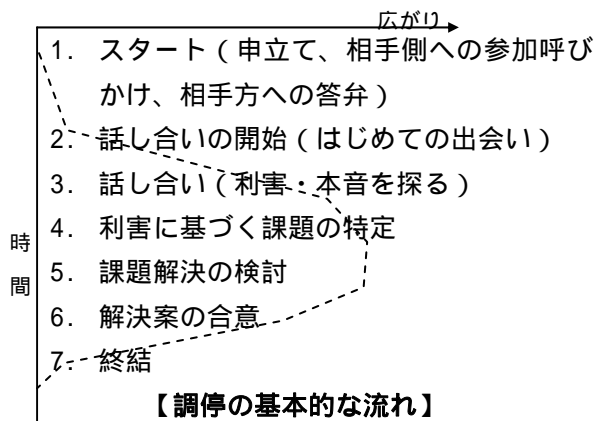 広がり
1. スタート（申立て、相手側への参加呼び
かけ、相手方への答弁）
2. 話し合いの開始（はじめての出会い）
3. 話し合い（利害・本音を探る）
4. 利害に基づく課題の特定
5. 課題解決の検討
6. 解決案の合意
7. 終結
時
間
【調停の基本的な流れ】